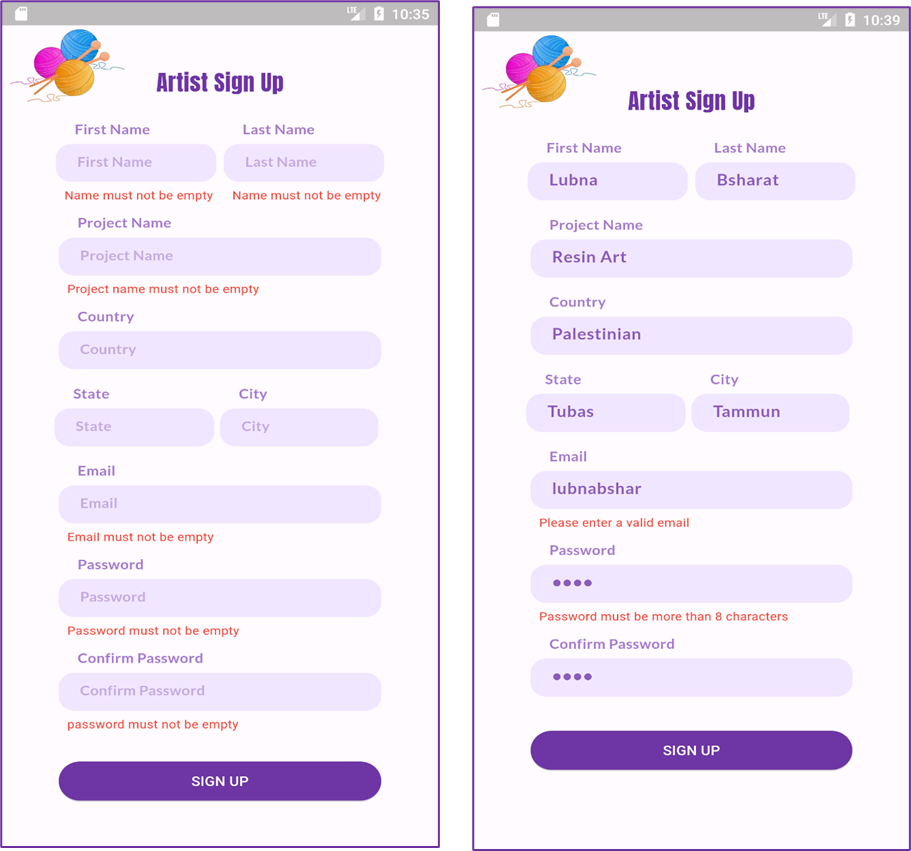 LTE 10:35
Artist Sign Up
First Name Last Name
First Name Last Name
Name must not be empty Name must not be empty
Project Name
Project Name
Project name must not be empty
Country
Country
State City
State City
Email
Email
Email must not be empty
Password
Password
Password must not be empty
Confirm Password
Confirm Password
password must not be empty
SIGN UP
LTE 10:39
Artist Sign Up
First Name Last Name
Lubna Bsharat
Project Name
Resin Art
Country
Palestinian
State City
Tubas Tammun
Email
lubnabshar
Please enter a valid email
Password
••••
Password must be more than 8 characters
Confirm Password
••••
SIGN UP